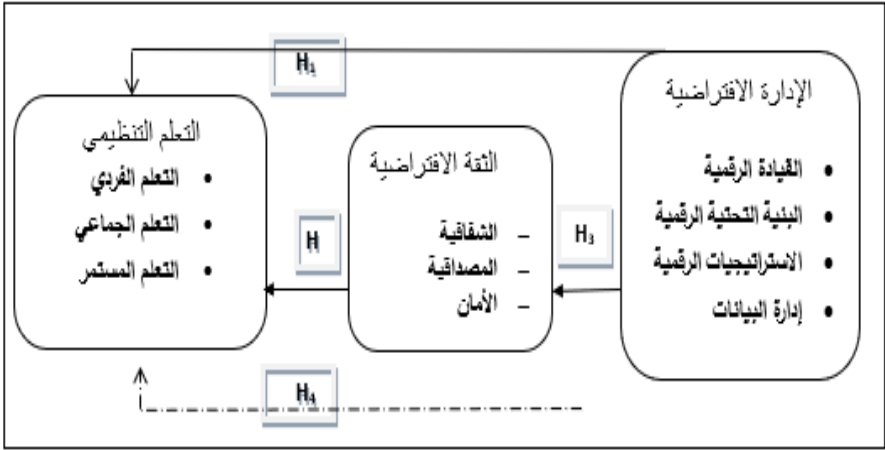 H₁
الإدارة الافتراضية
القيادة الرقمية
البنية التحتية الرقمية
الاستراتيجيات الرقمية
إدارة البيانات
H₃
الثقة الافتراضية
الشفافية
المصداقية
الأمان
H
التعلم التنظيمي
التعلم الفردي
التعلم الجماعي
التعلم المستمر
H₄